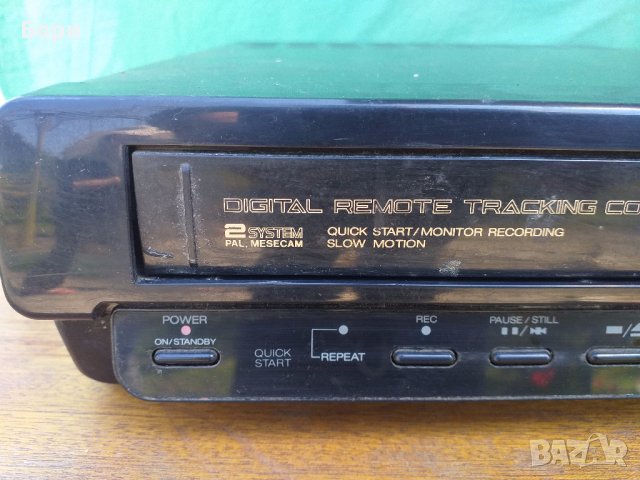 Бари
DIGITAL REMOTE TRACKING CO
2 SYSTEM
PAL, MESECAM
QUICK START/MONITOR RECORDING
SLOW MOTION
POWER
ON/STANDBY
QUICK
START
REPEAT
REC
PAUSE/STILL
BAZAR